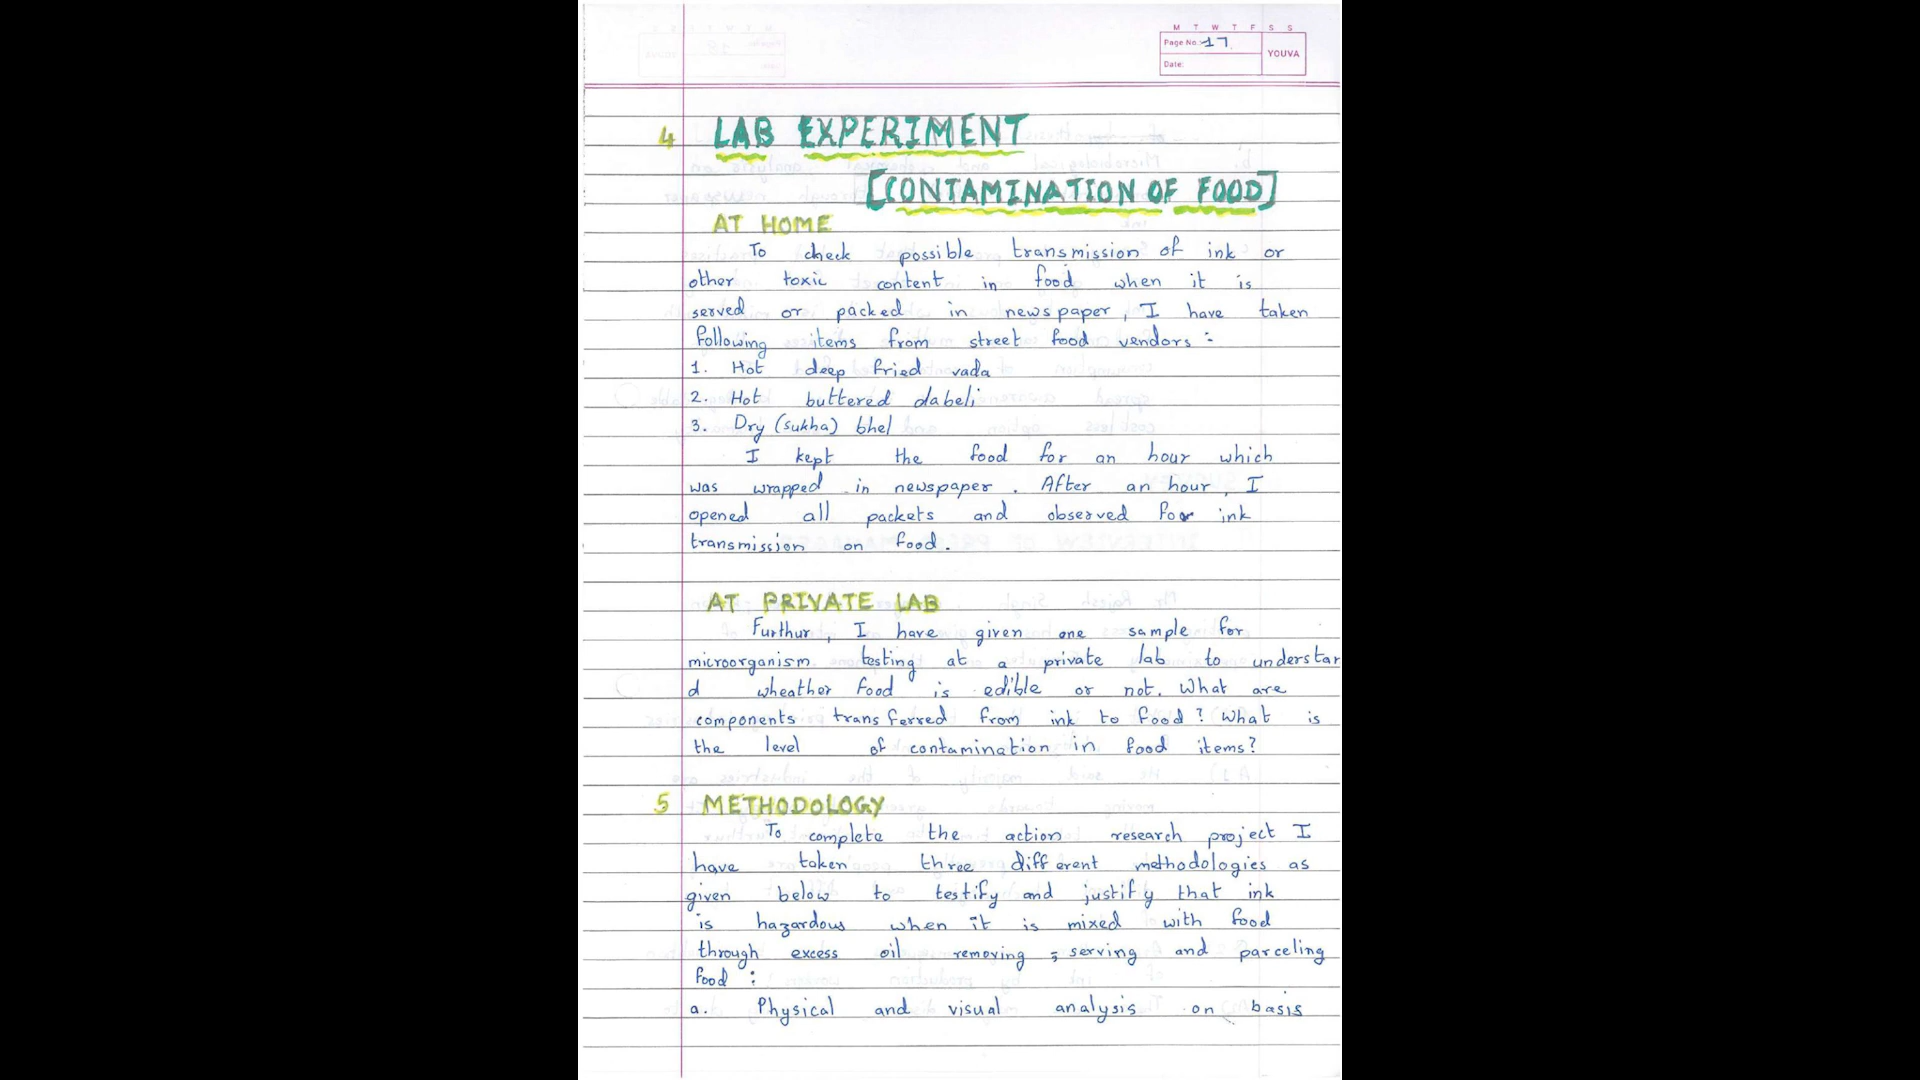 M T W T F S S
Page No. 17
YOUVA
Date:
4 LAB EXPERIMENT
[CONTAMINATION OF FOOD]
AT HOME
To check possible transmission of ink or
other toxic content in food when it is
served or packed in newspaper, I have taken
following items from street food vendors :
1. Hot deep fried vada
2. Hot buttered dabeli
3. Dry (sukha) bhel
I kept the food for an hour which
was wrapped in newspaper. After an hour, I
opened all packets and observed for ink
transmission on food.
AT PRIVATE LAB
Furthur, I have given one sample for
microorganism testing at a private lab to understan
d wheather food is edible or not. What are
components transferred from ink to food? What is
the level of contamination in food items?
5 METHODOLOGY
To complete the action research project I
have taken three different methodologies as
given below to testify and justify that ink
is hazardous when it is mixed with food
through excess oil removing, serving and parceling
food :
a. Physical and visual analysis on basis